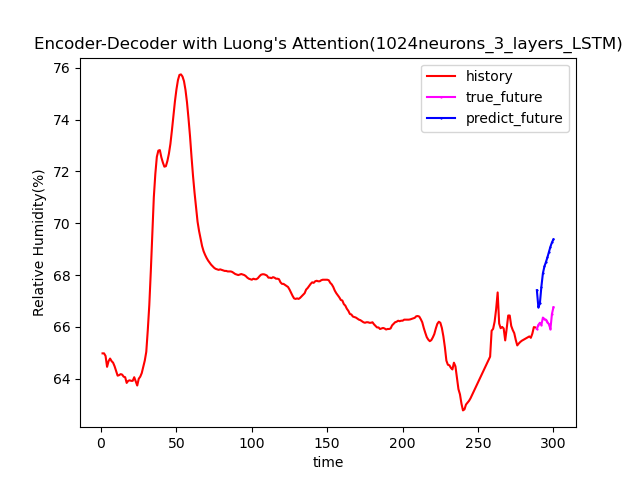 Encoder-Decoder with Luong's Attention(1024neurons_3_layers_LSTM)
history
true_future
predict_future
Relative Humidity(%)
76
74
72
70
68
66
64
0 50 100 150 200 250 300
time